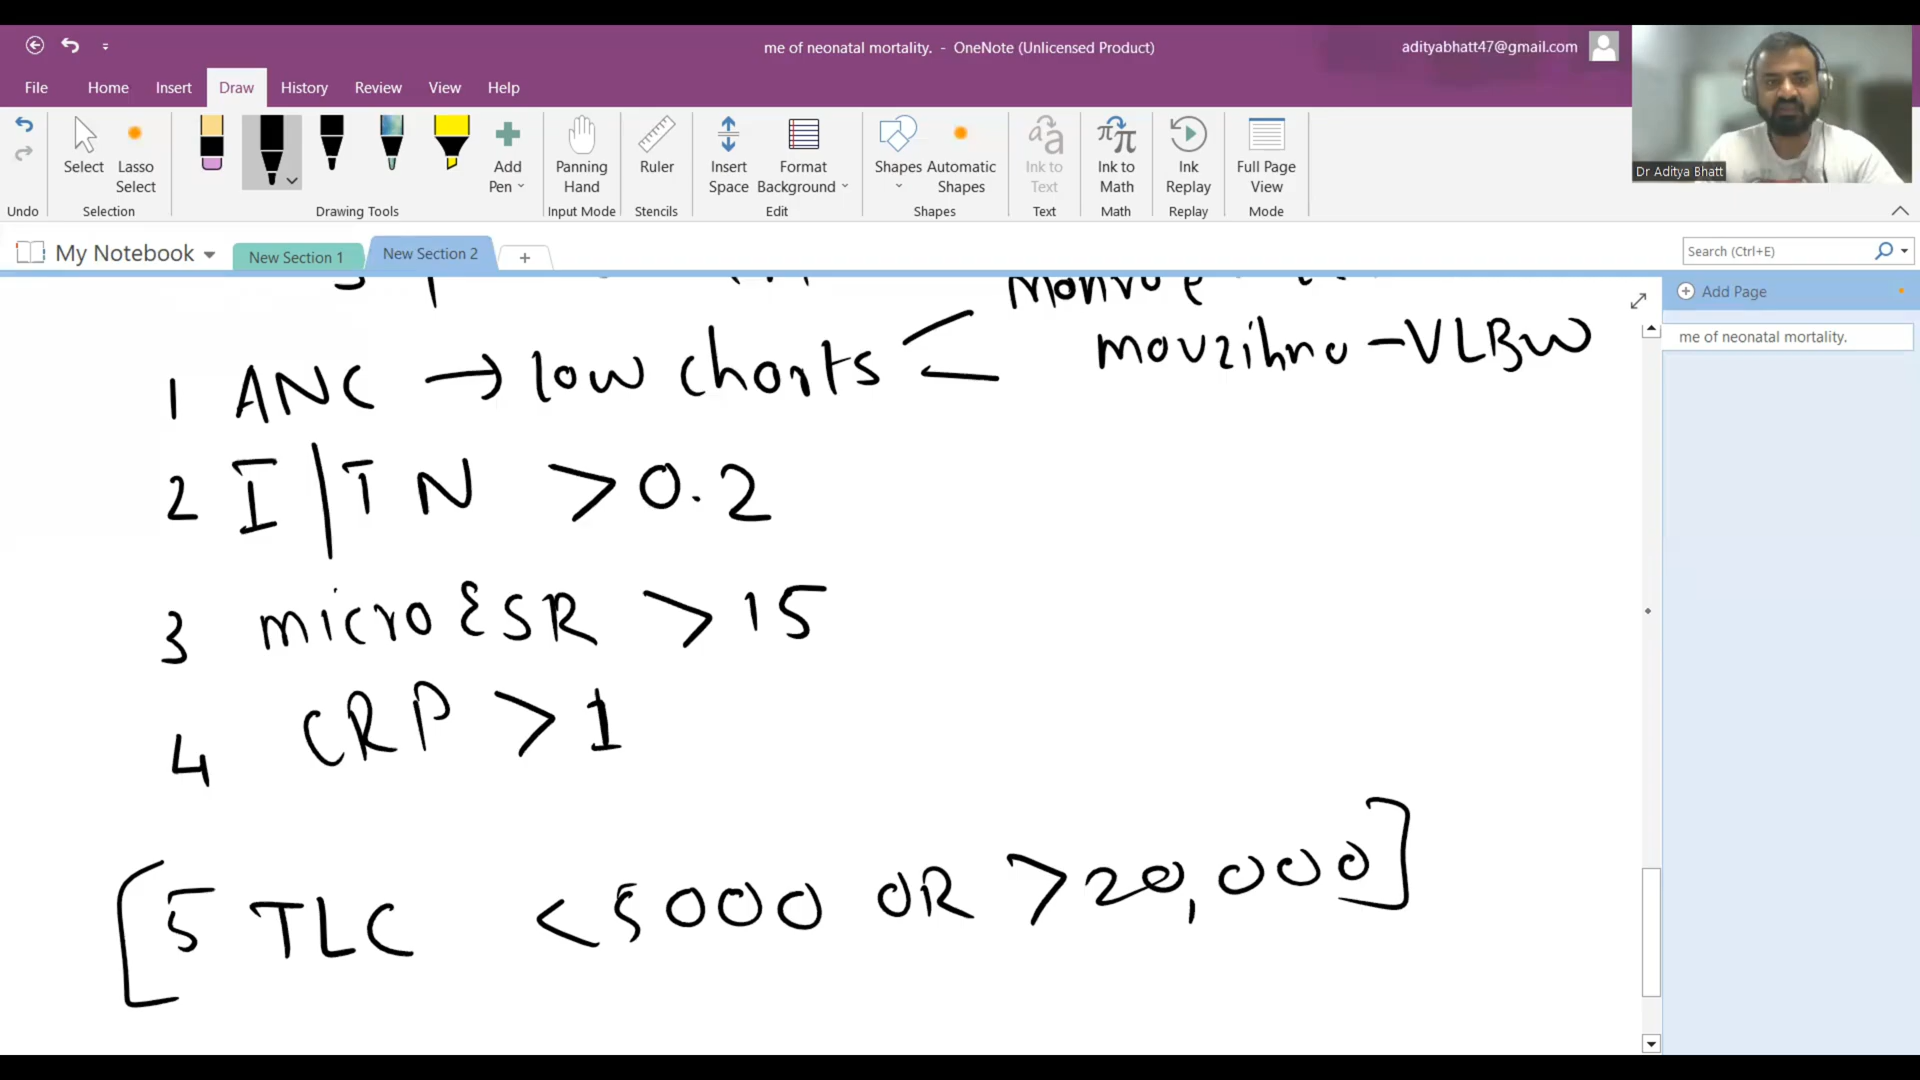 me of neonatal mortality. - OneNote (Unlicensed Product)
adityabhatt47@gmail.com
File Home Insert Draw History Review View Help
Select
Lasso Select
Add Pen
Panning Hand
Ruler
Insert Space
Format Background
Shapes
Automatic Shapes
Ink to Text
Ink to Math
Ink Replay
Full Page View
Dr Aditya Bhatt
Undo Selection Drawing Tools Input Mode Stencils Edit Shapes Text Math Replay Mode
My Notebook New Section 1 New Section 2 +
Search (Ctrl+E)
Add Page
me of neonatal mortality.
1 ANC → low charts
mouzihno - VLBW
2 I|T N > 0.2
3 micro ESR > 15
4 CRP > 1
[5 TLC < 5000 OR > 20,000]